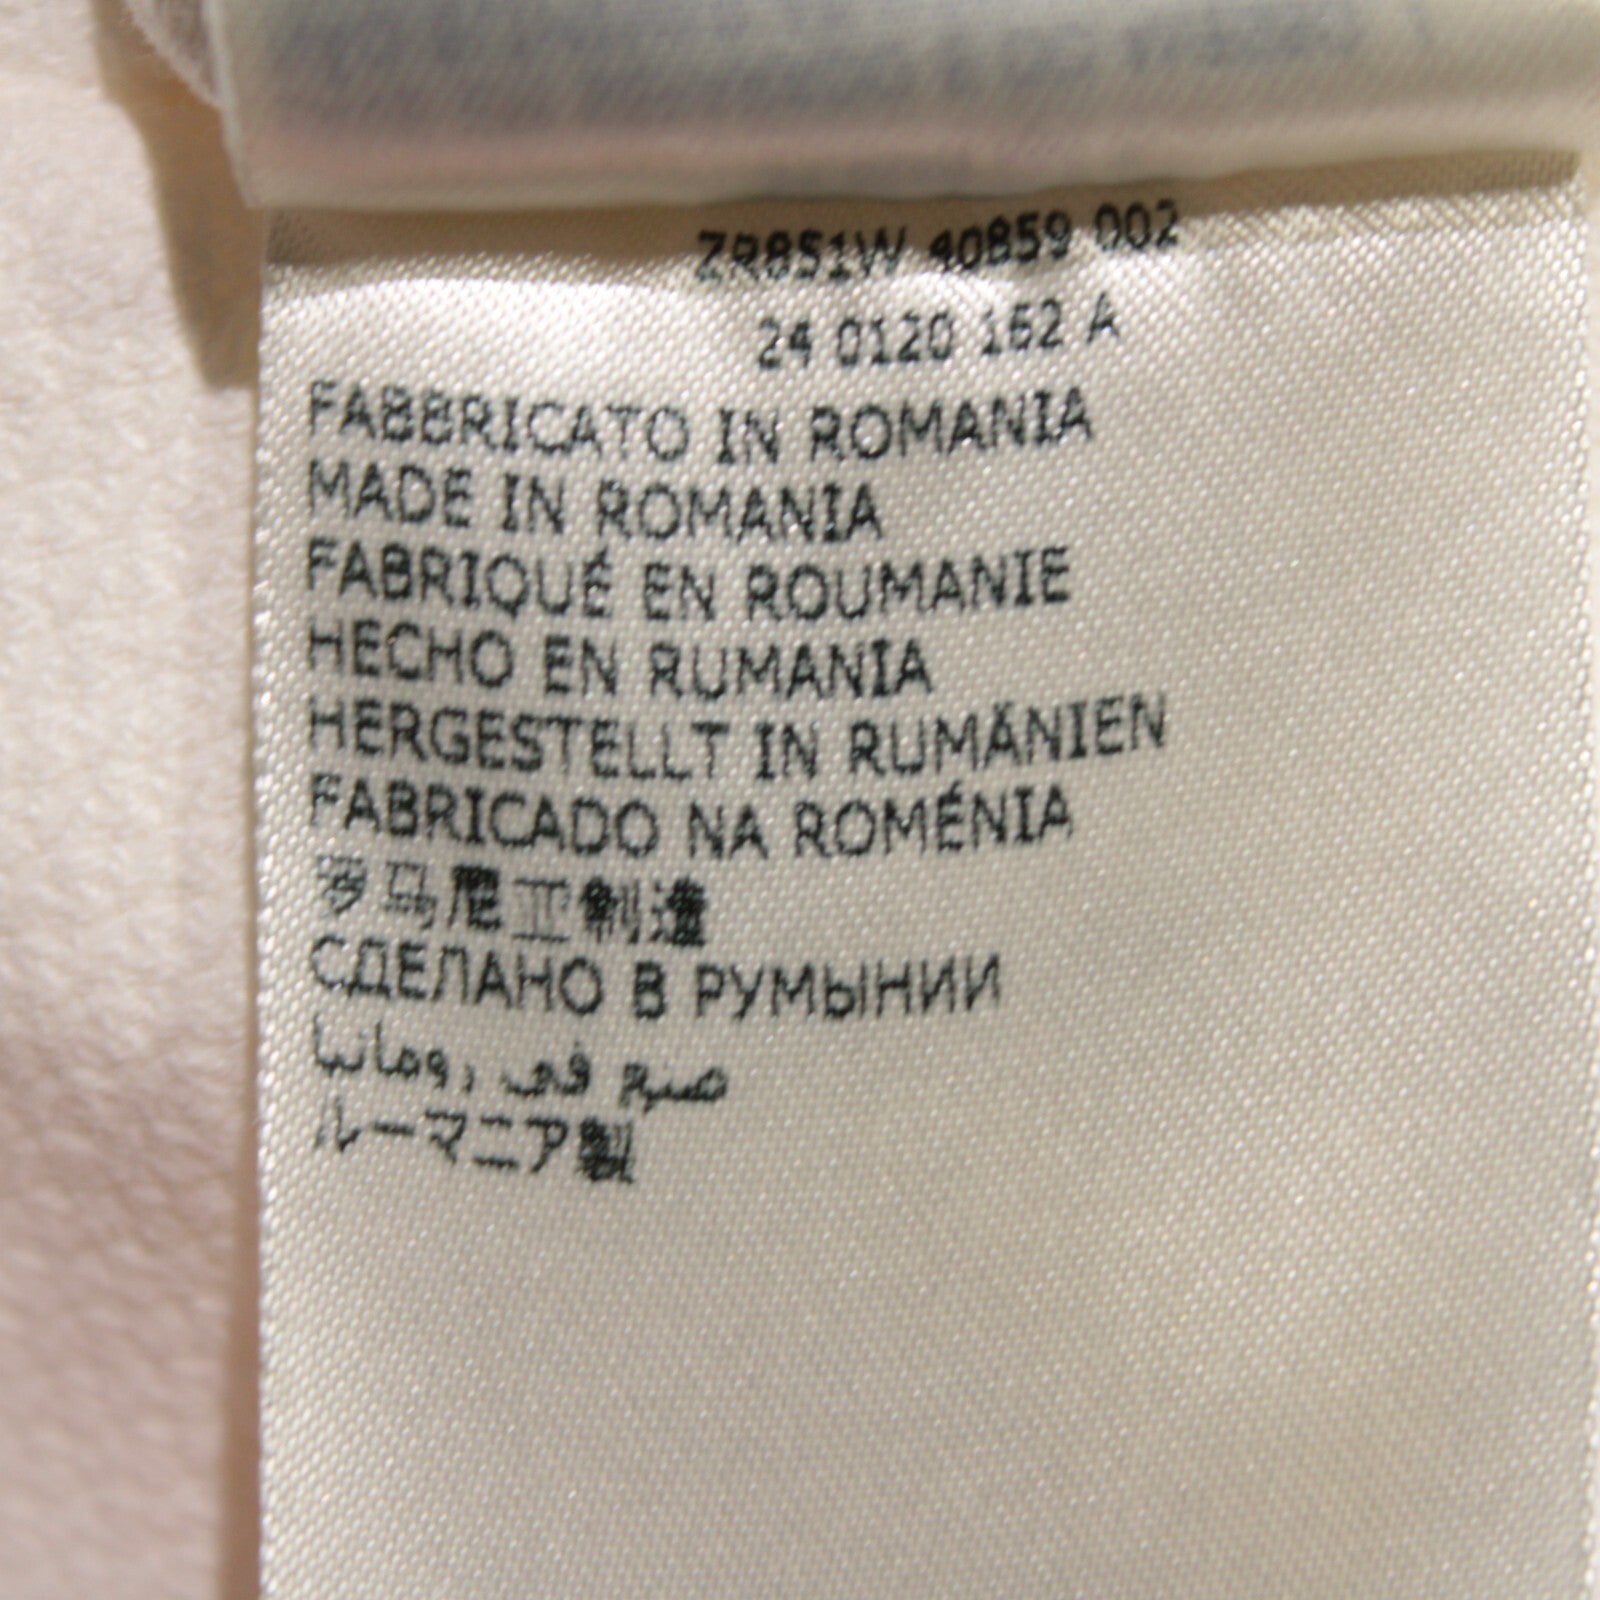 ZR851W 40859 002
24 0120 162 A
FABBRICATO IN ROMANIA
MADE IN ROMANIA
FABRIQUÉ EN ROUMANIE
HECHO EN RUMANIA
HERGESTELLT IN RUMÄNIEN
FABRICADO NA ROMÉNIA
罗马尼亚制造
СДЕЛАНО В РУМЫНИИ
صنع في رومانيا
ルーマニア製